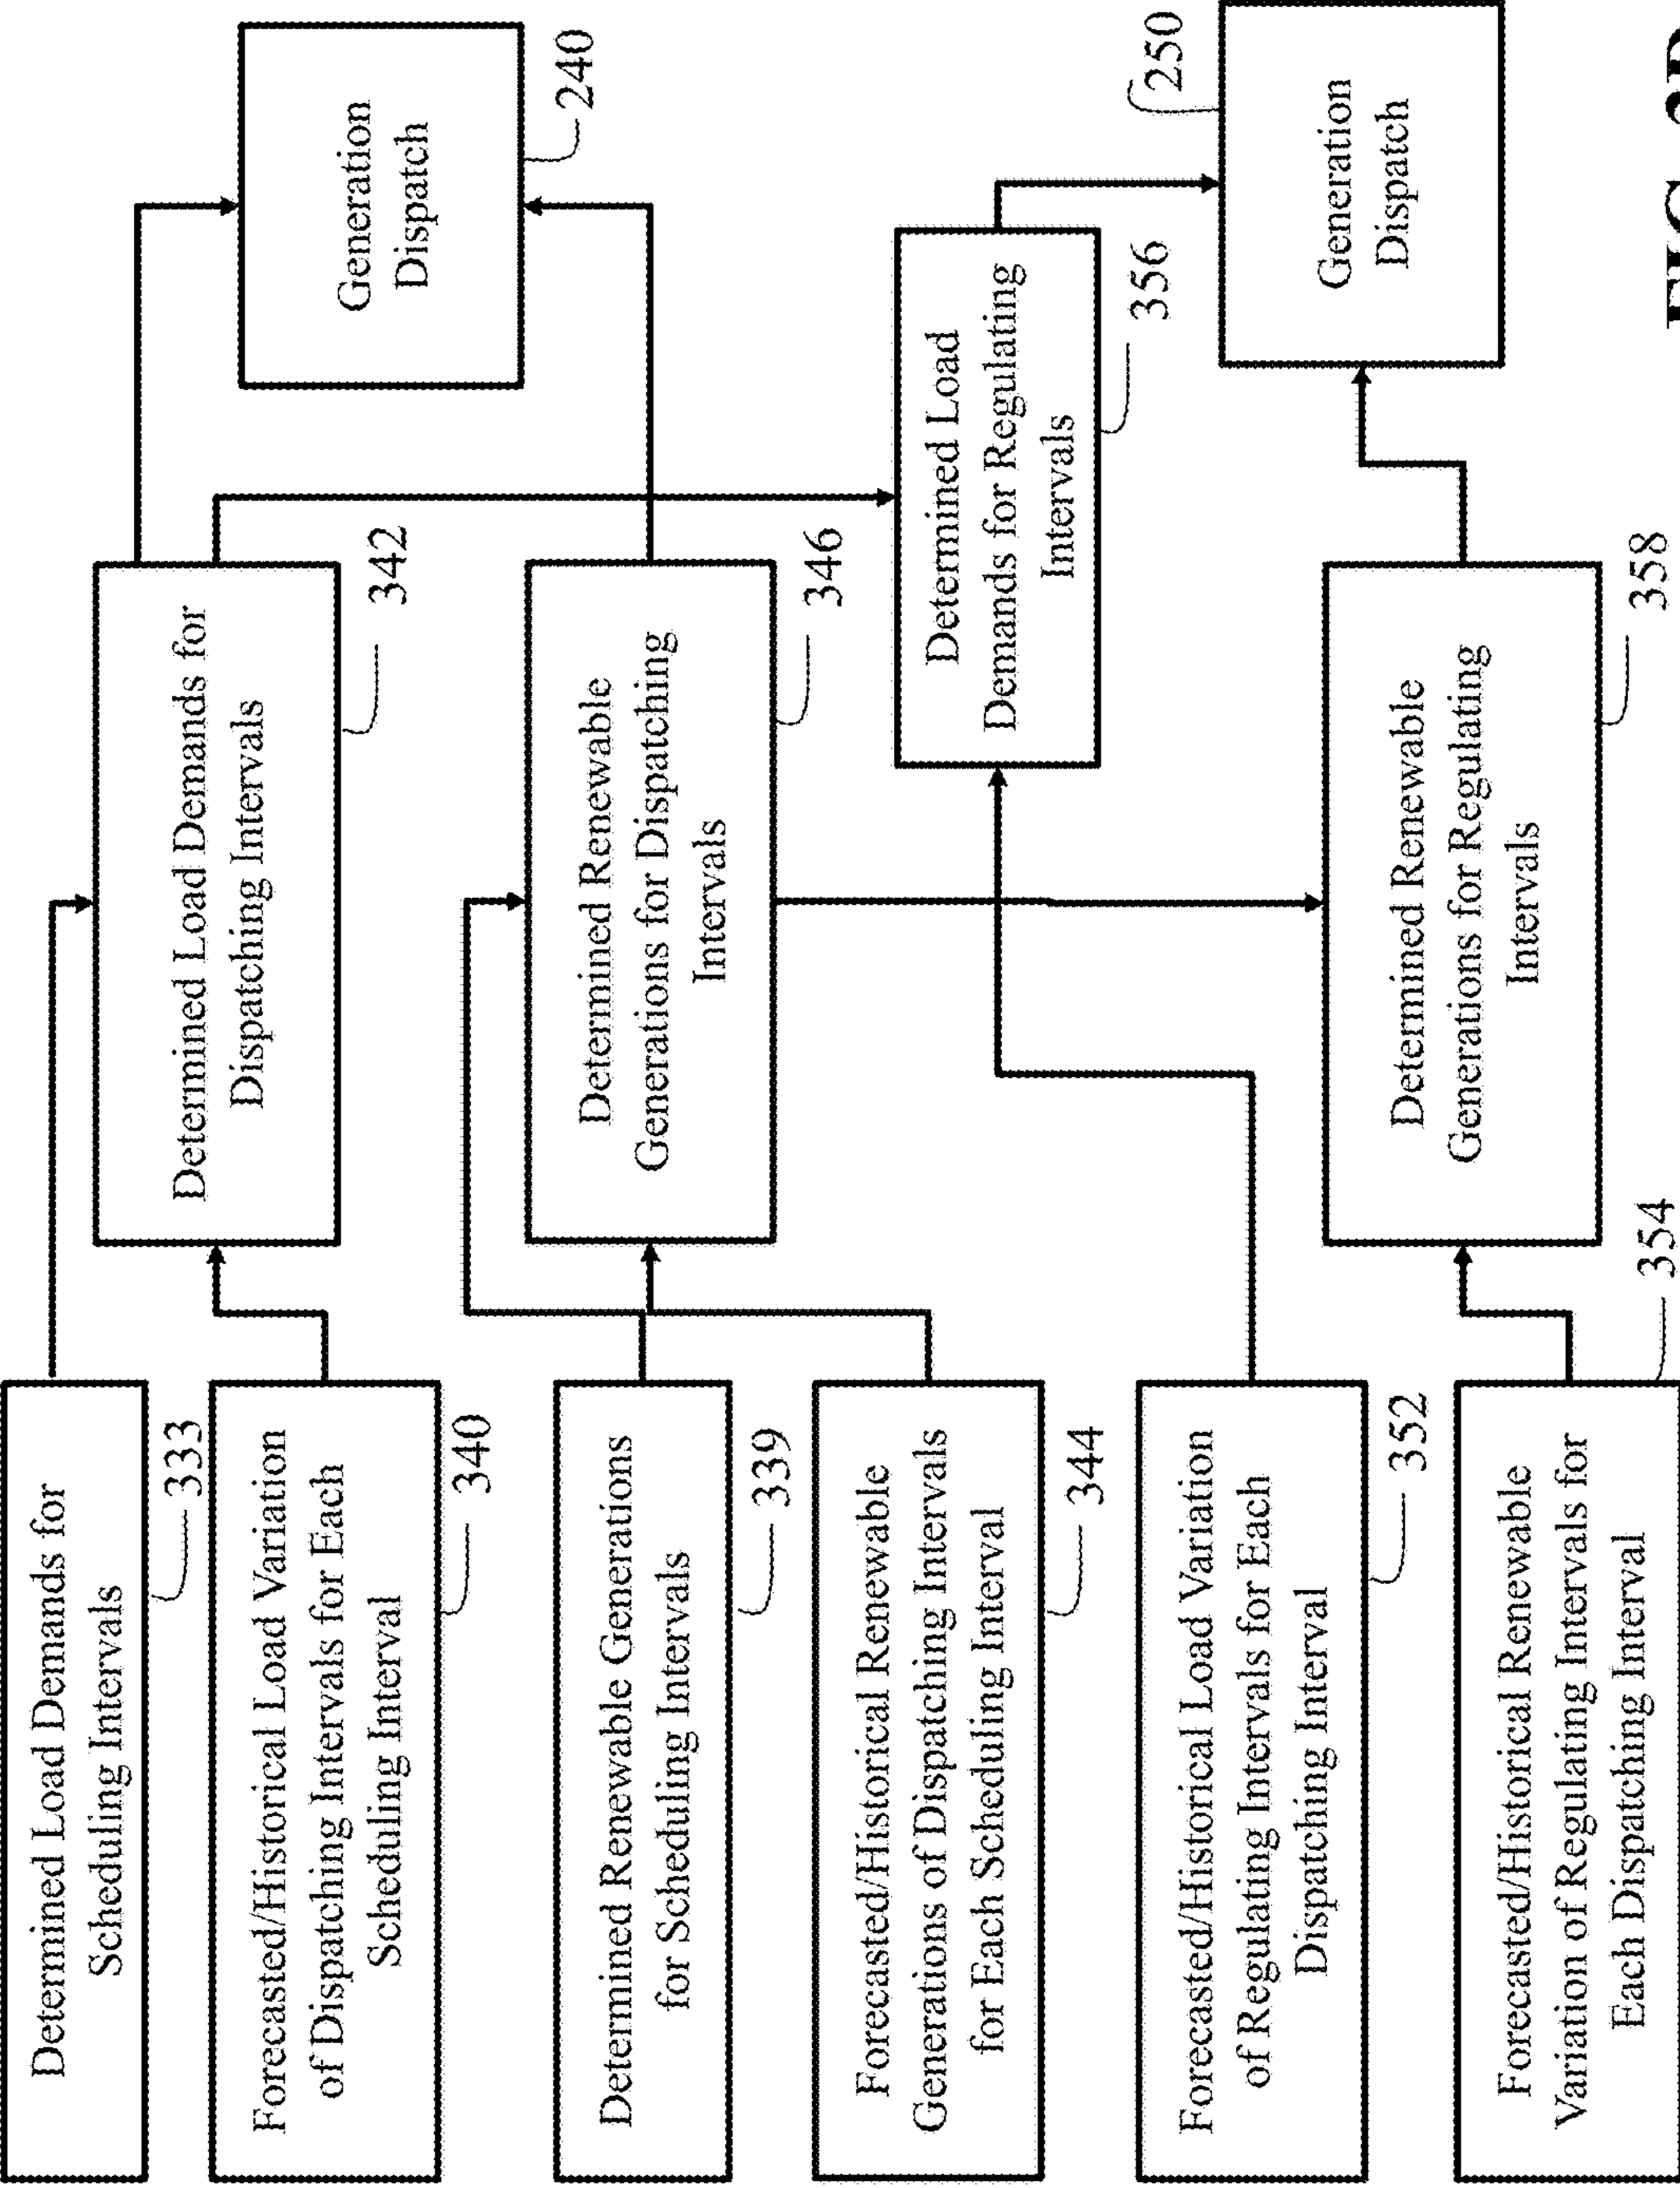 Determined Load Demands for
Scheduling Intervals
333
Forecasted/Historical Load Variation
of Dispatching Intervals for Each
Scheduling Interval
340
Determined Renewable Generations
for Scheduling Intervals
339
Forecasted/Historical Renewable
Generations of Dispatching Intervals
for Each Scheduling Interval
344
Forecasted/Historical Load Variation
of Regulating Intervals for Each
Dispatching Interval
352
Forecasted/Historical Renewable
Variation of Regulating Intervals for
Each Dispatching Interval
354
Determined Load Demands for
Dispatching Intervals
342
Determined Renewable
Generations for Dispatching
Intervals
346
Determined Renewable
Generations for Regulating
Intervals
358
Determined Load
Demands for Regulating
Intervals
356
Generation
Dispatch
240
Generation
Dispatch
250